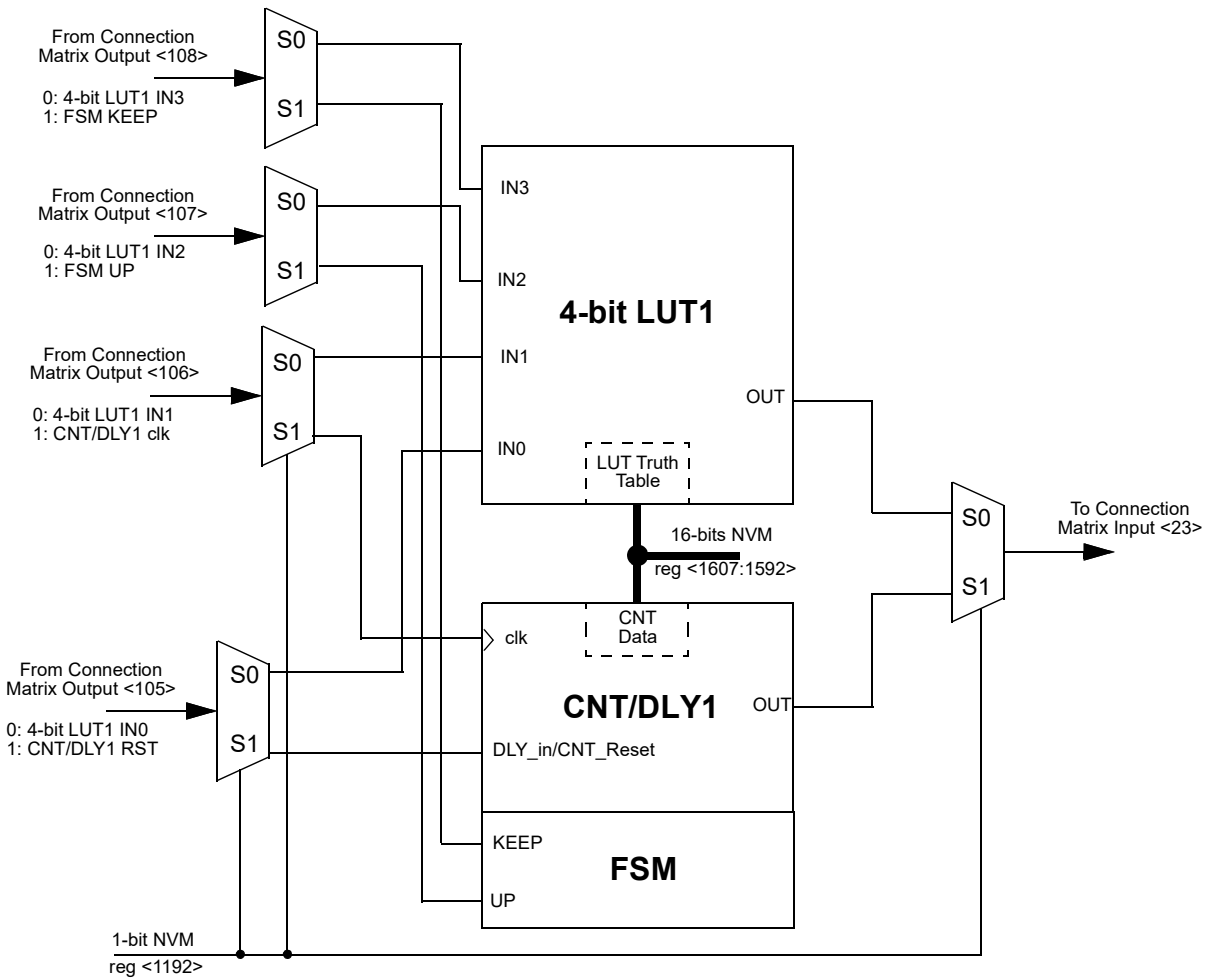 From Connection
Matrix Output <108>
0: 4-bit LUT1 IN3
1: FSM KEEP
S0
S1
From Connection
Matrix Output <107>
0: 4-bit LUT1 IN2
1: FSM UP
S0
S1
From Connection
Matrix Output <106>
0: 4-bit LUT1 IN1
1: CNT/DLY1 clk
S0
S1
IN3
IN2
IN1
IN0
4-bit LUT1
OUT
LUT Truth
Table
16-bits NVM
reg <1607:1592>
S0
S1
To Connection
Matrix Input <23>
From Connection
Matrix Output <105>
0: 4-bit LUT1 IN0
1: CNT/DLY1 RST
S0
S1
clk
CNT
Data
CNT/DLY1
OUT
DLY_in/CNT_Reset
KEEP
FSM
UP
1-bit NVM
reg <1192>